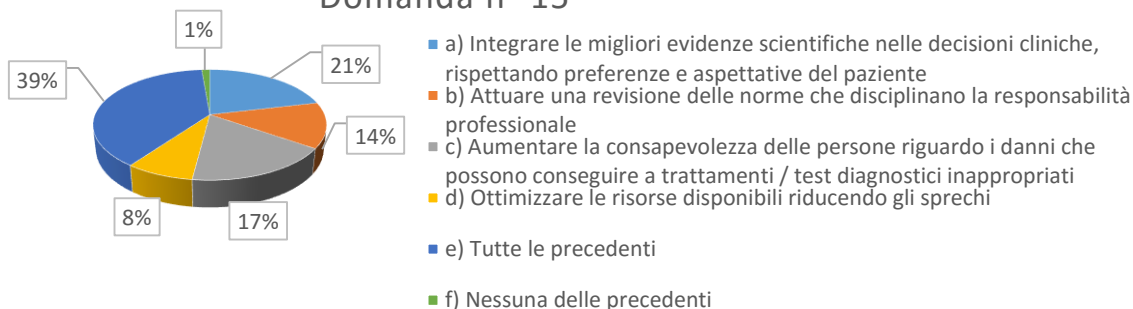 Domanda n° 15
1%
39%
21%
14%
8%
17%
a) Integrare le migliori evidenze scientifiche nelle decisioni cliniche,
rispettando preferenze e aspettative del paziente
b) Attuare una revisione delle norme che disciplinano la responsabilità
professionale
c) Aumentare la consapevolezza delle persone riguardo i danni che
possono conseguire a trattamenti / test diagnostici inappropriati
d) Ottimizzare le risorse disponibili riducendo gli sprechi
e) Tutte le precedenti
f) Nessuna delle precedenti